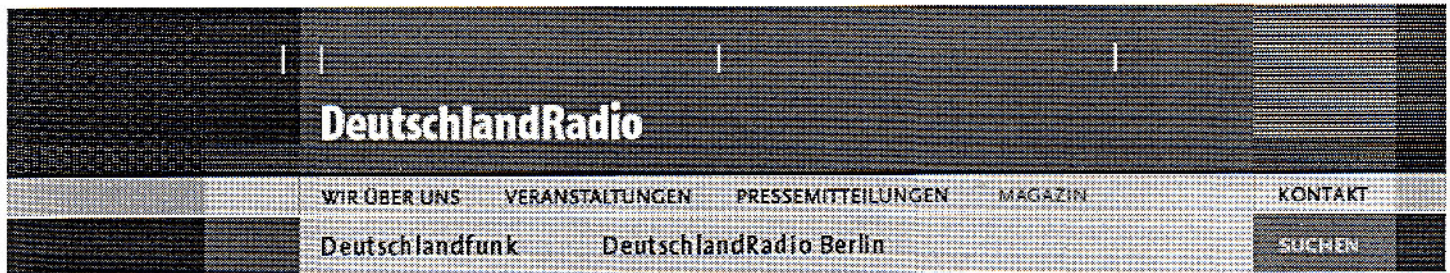 DeutschlandRadio
WIR ÜBER UNS VERANSTALTUNGEN PRESSEMITTEILUNGEN MAGAZIN KONTAKT
Deutschlandfunk DeutschlandRadio Berlin SUCHEN